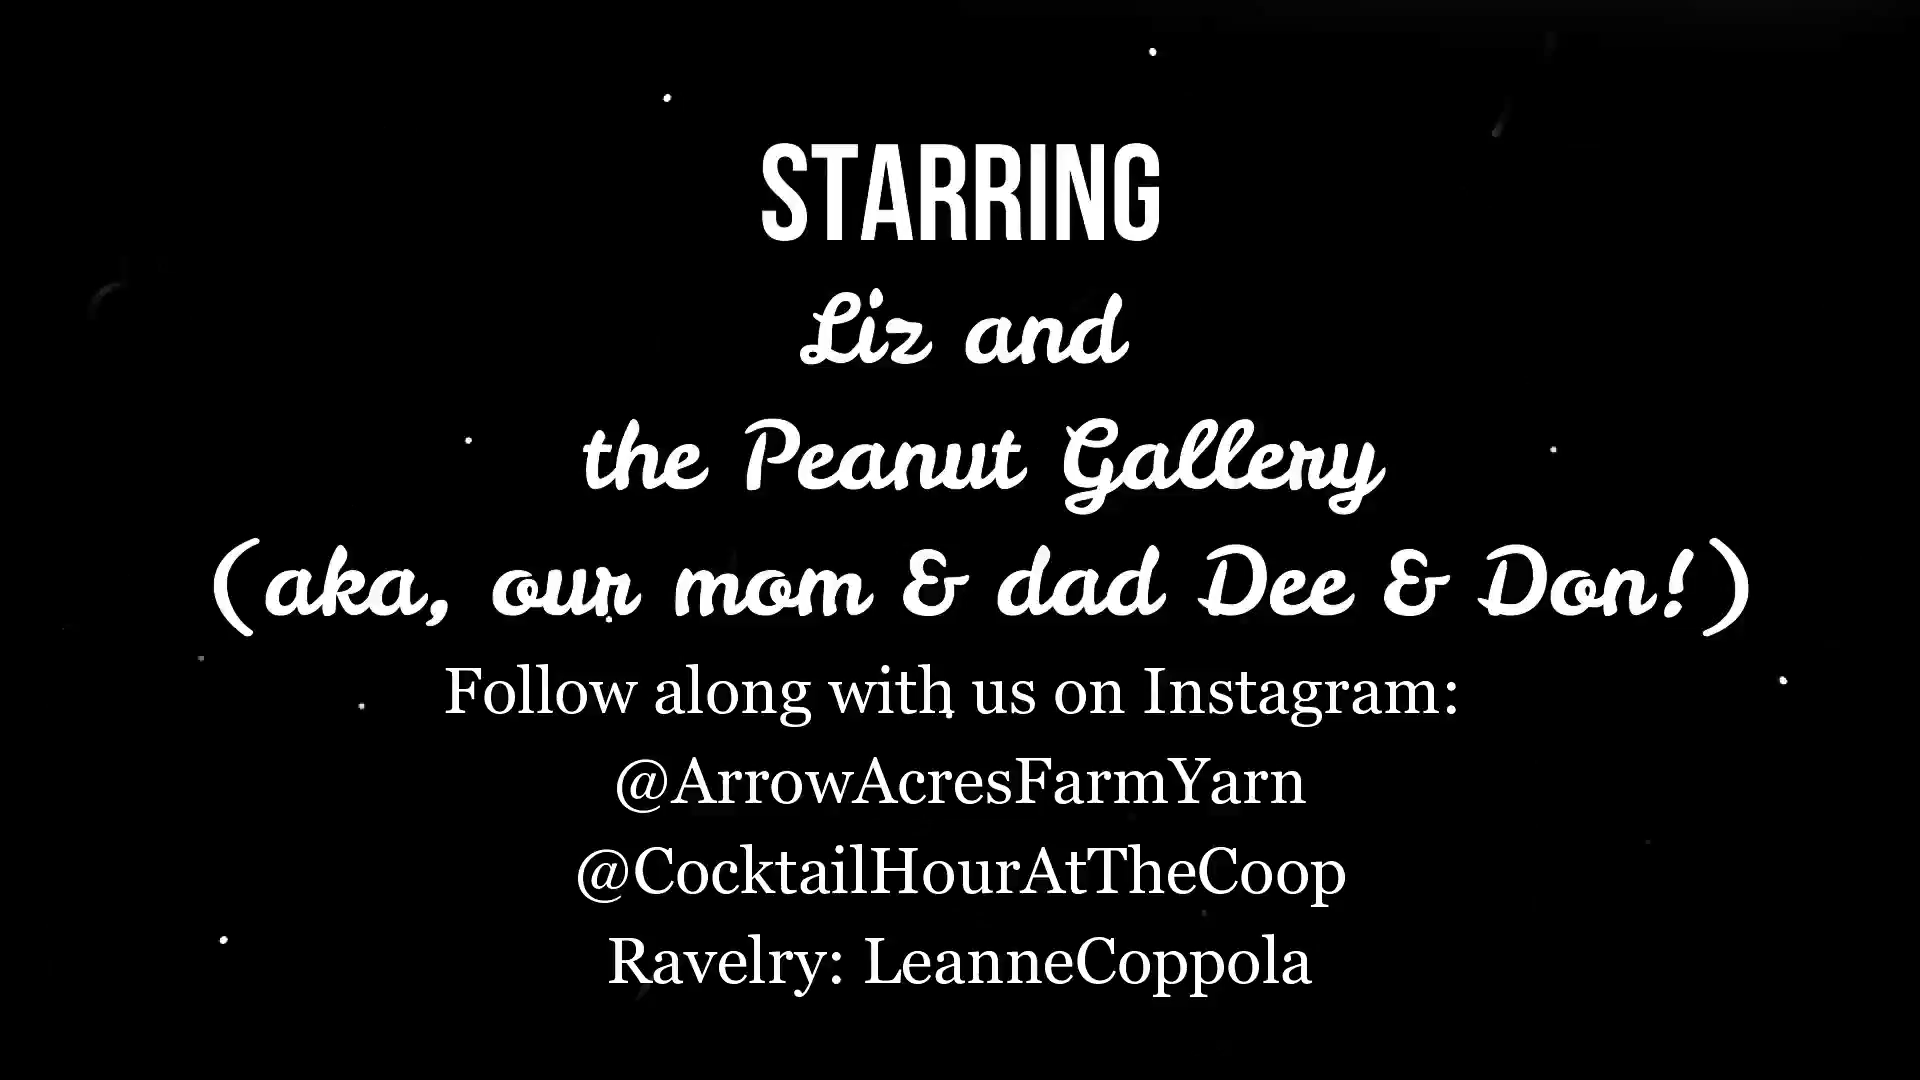 STARRING
Liz and
the Peanut Gallery
(aka, our mom & dad Dee & Don!)
Follow along with us on Instagram:
@ArrowAcresFarmYarn
@CocktailHourAtTheCoop
Ravelry: LeanneCoppola